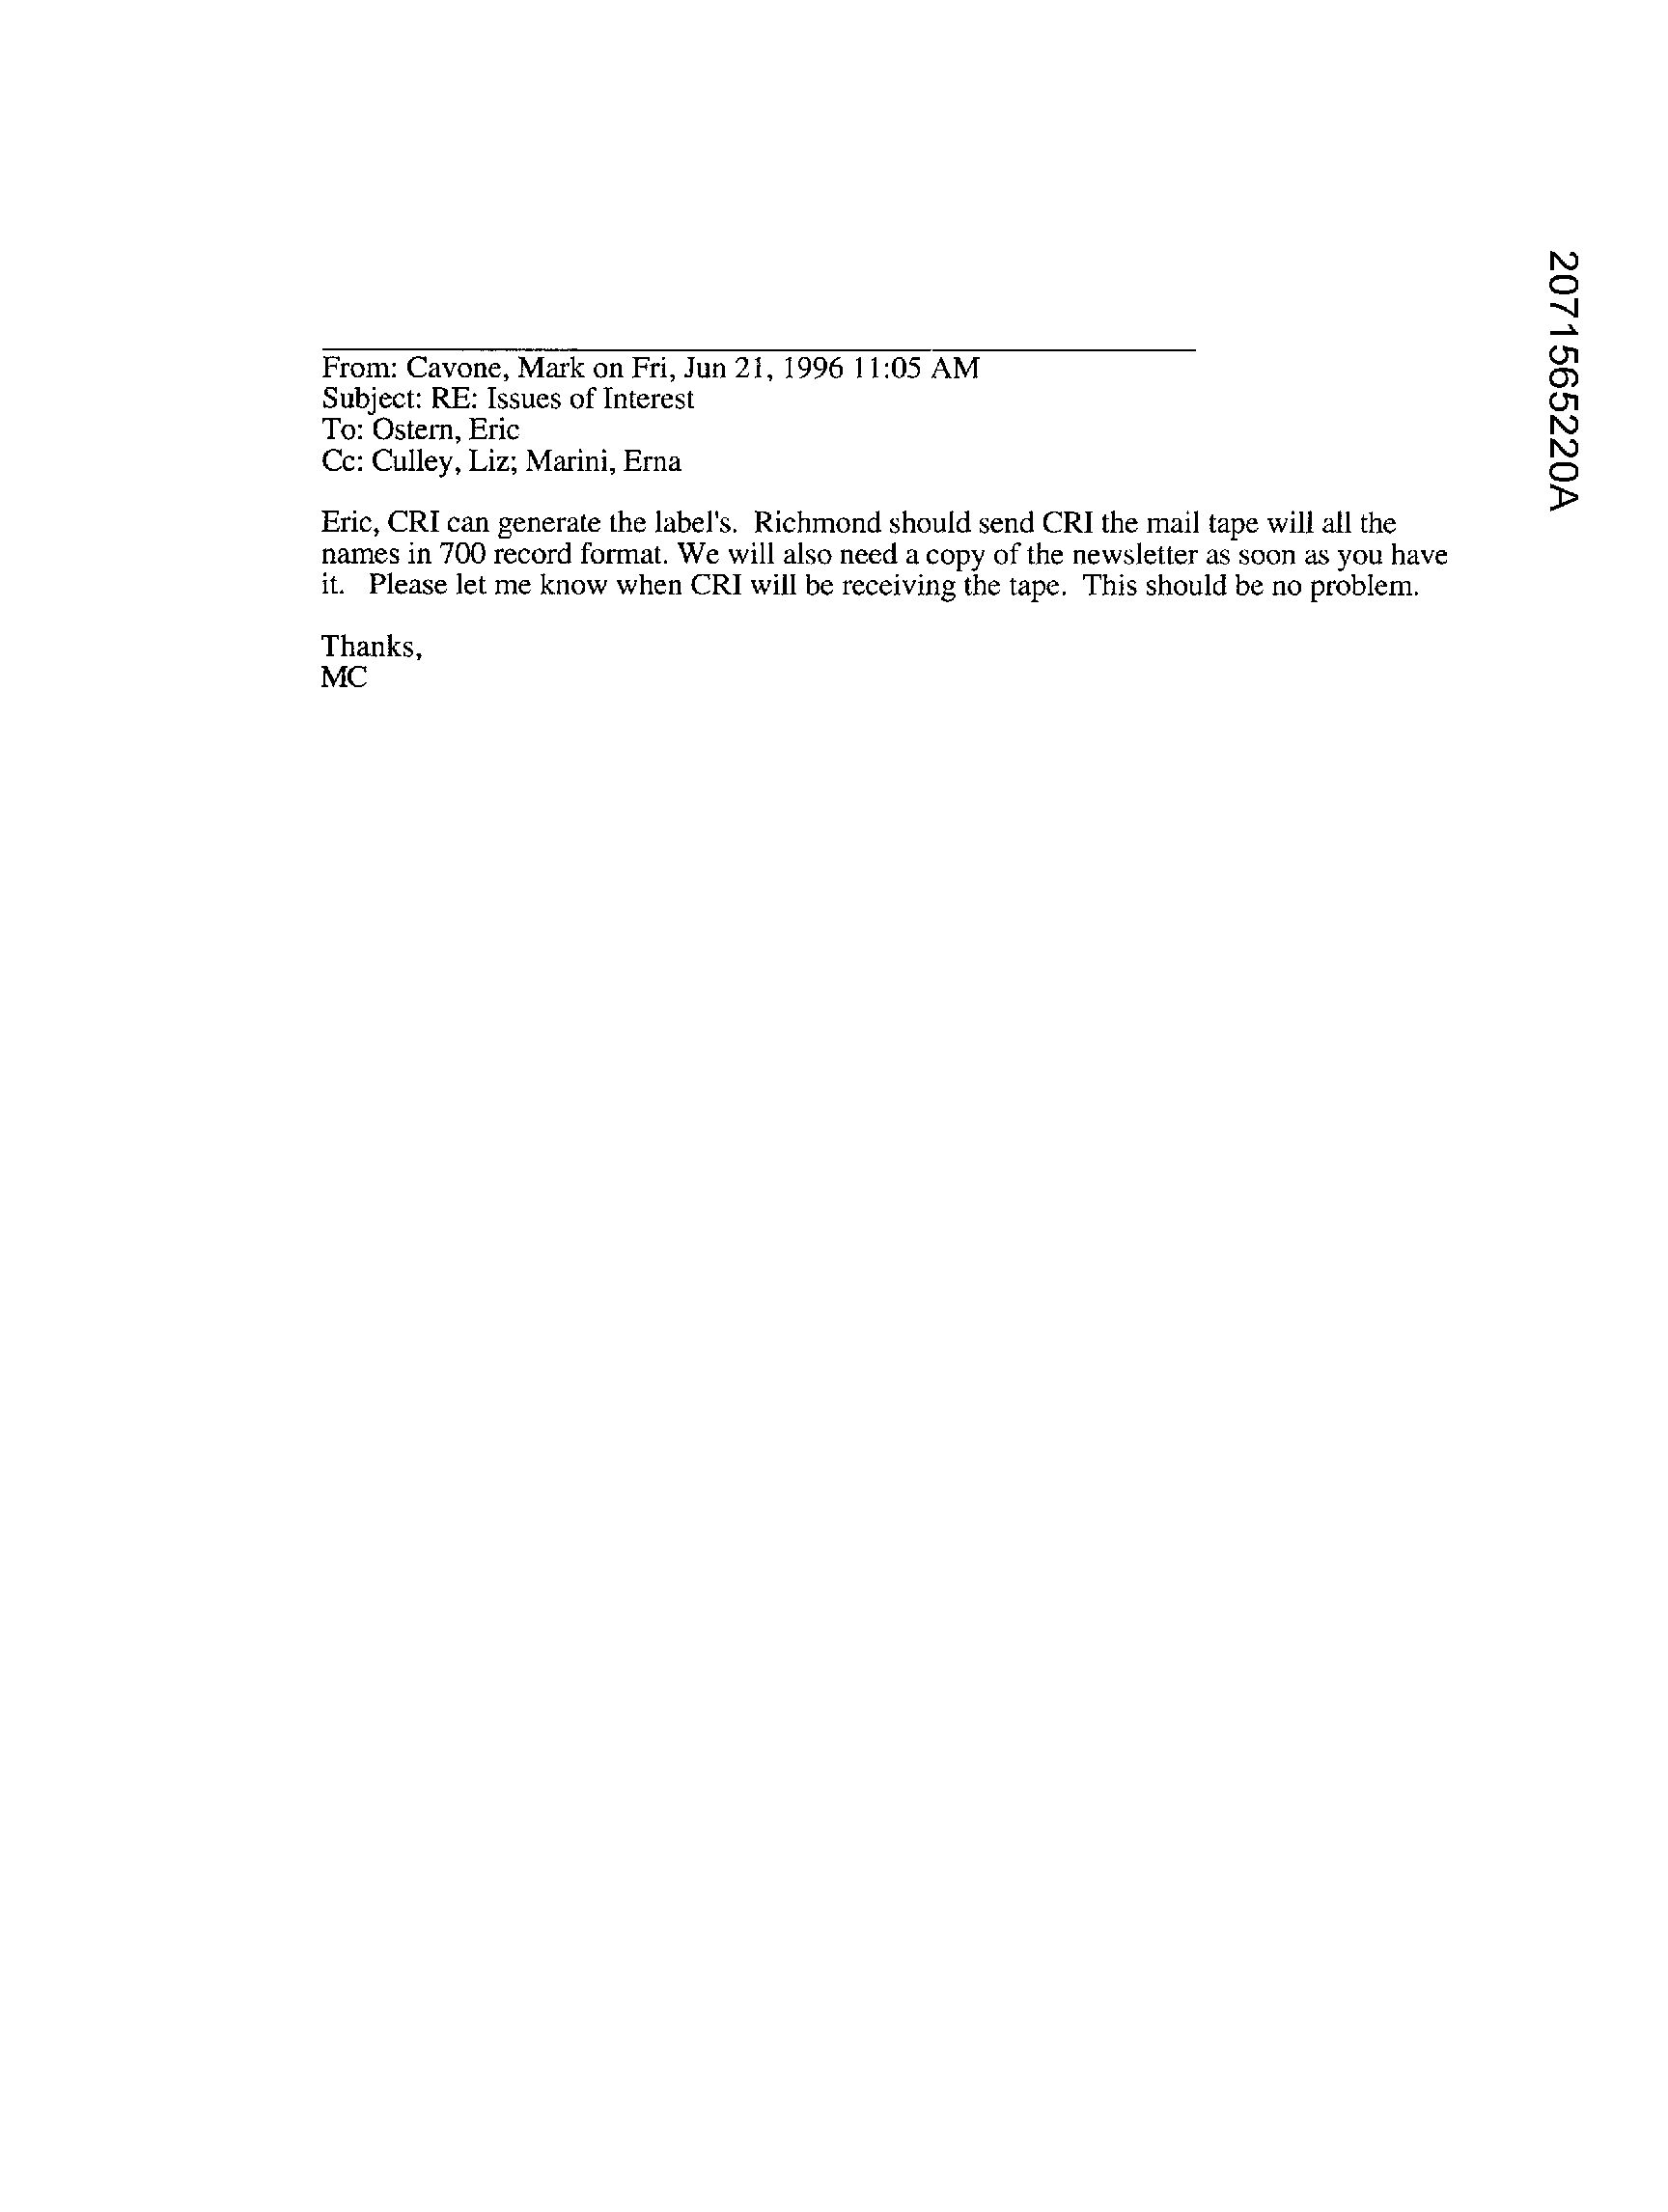 2071565220A
From: Cavone, Mark on Fri, Jun 21, 1996 11:05 AM
Subject: RE: Issues of Interest
To: Ostern, Eric
Cc: Culley, Liz; Marini, Erna
Eric, CRI can generate the label's. Richmond should send CRI the mail tape will all the
names in 700 record format. We will also need a copy of the newsletter as soon as you have
it. Please let me know when CRI will be receiving the tape. This should be no problem.
Thanks,
MC